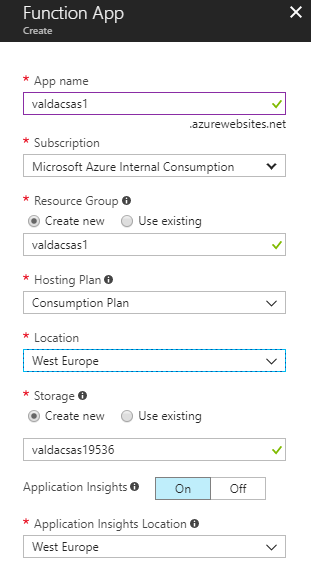 Function App
Create
* App name
valdacsas1
.azurewebsites.net
* Subscription
Microsoft Azure Internal Consumption
* Resource Group
Create new Use existing
valdacsas1
* Hosting Plan
Consumption Plan
* Location
West Europe
* Storage
Create new Use existing
valdacsas19536
Application Insights On Off
* Application Insights Location
West Europe